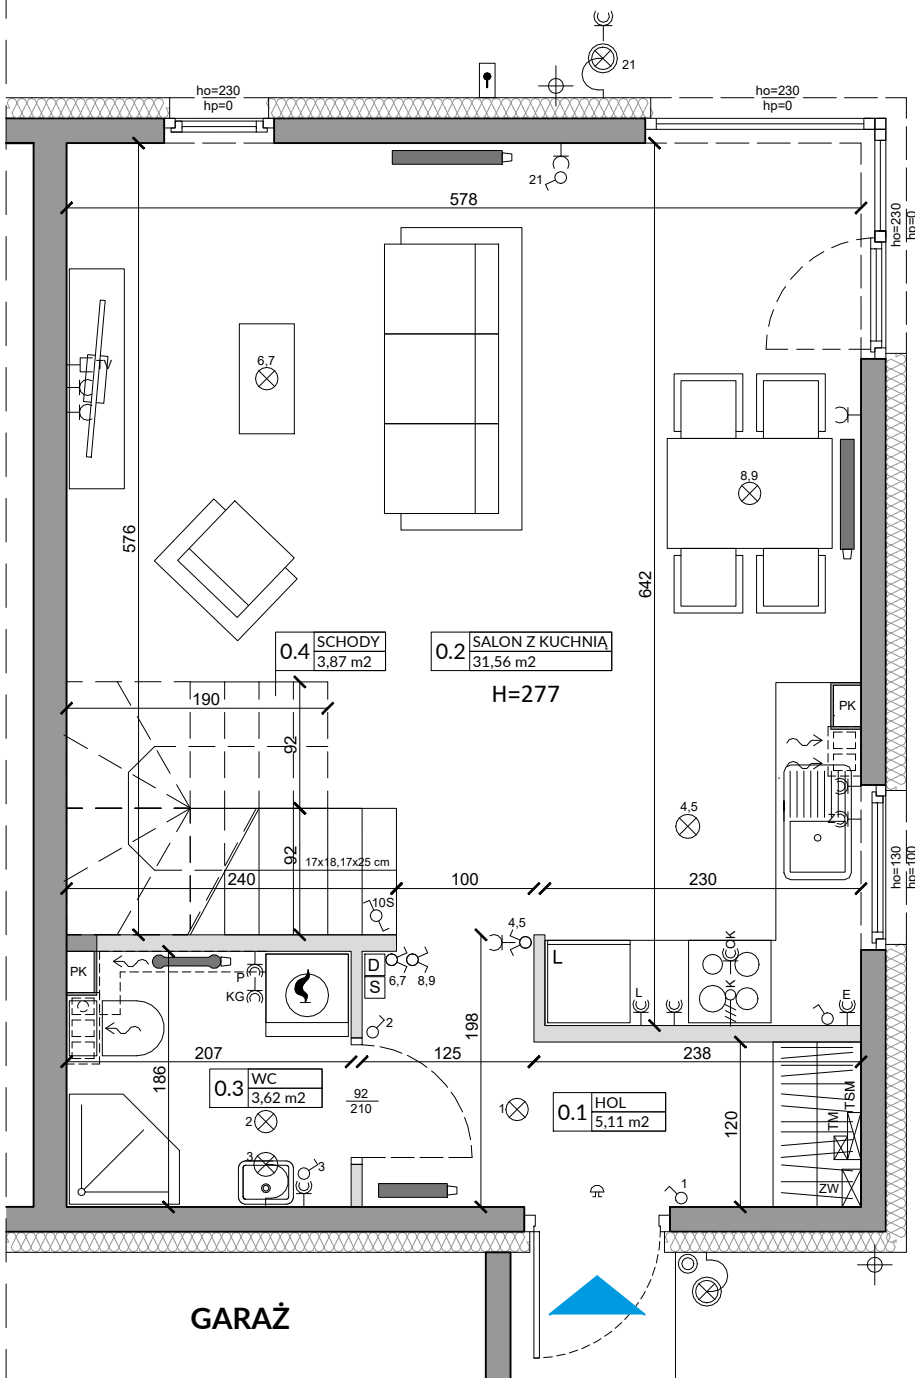 21
ho=230
hp=0
ho=230
hp=0
21
578
ho=230
hp=0
TV
6,7
8,9
576
642
0.4
SCHODY
3,87 m2
0.2
SALON Z KUCHNIĄ
31,56 m2
H=277
190
PK
92
4,5
Z
92
17x18,17x25 cm
240
100
230
ho=130
hp=100
10S
4,5
PK
P
KG
D
S
6,7
8,9
L
OK
K
L
E
2
198
207
125
238
186
0.3
WC
3,62 m2
92
210
2
1
0.1
HOL
5,11 m2
120
TM
TSM
3
3
1
ZW
GARAŻ